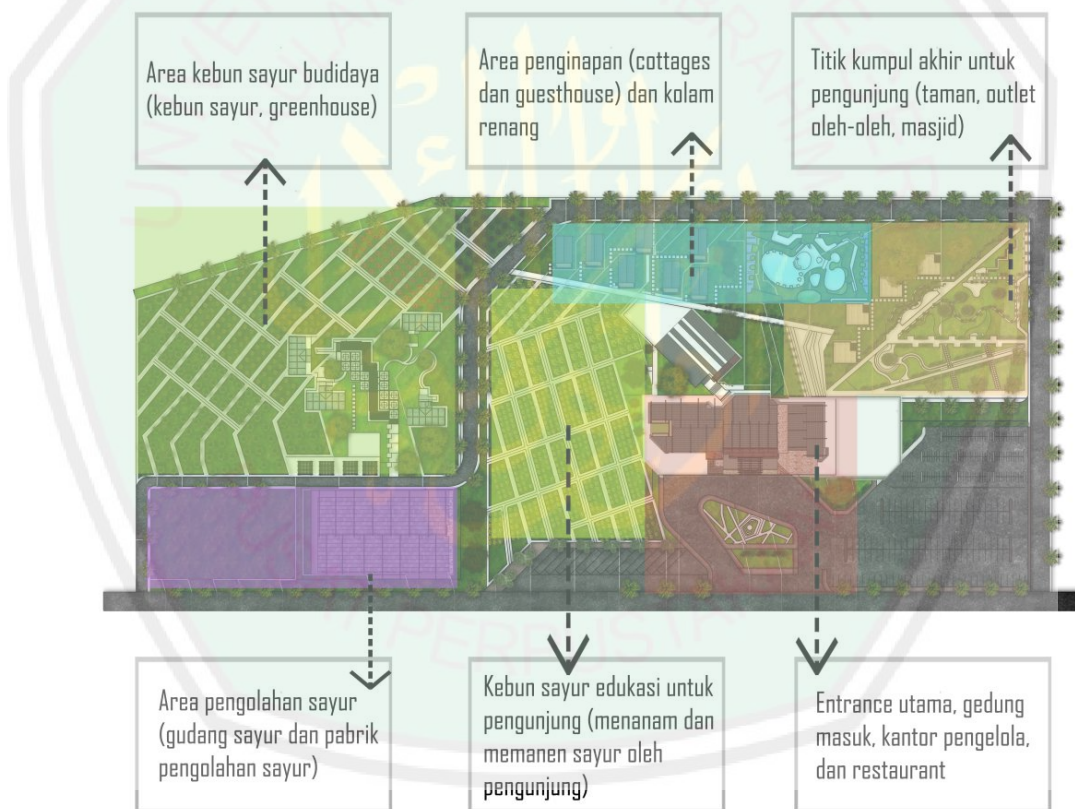 Area kebun sayur budidaya
(kebun sayur, greenhouse)
Area penginapan (cottages
dan guesthouse) dan kolam
renang
Titik kumpul akhir untuk
pengunjung (taman, outlet
oleh-oleh, masjid)
Area pengolahan sayur
(gudang sayur dan pabrik
pengolahan sayur)
Kebun sayur edukasi untuk
pengunjung (menanam dan
memanen sayur oleh
pengunjung)
Entrance utama, gedung
masuk, kantor pengelola,
dan restaurant